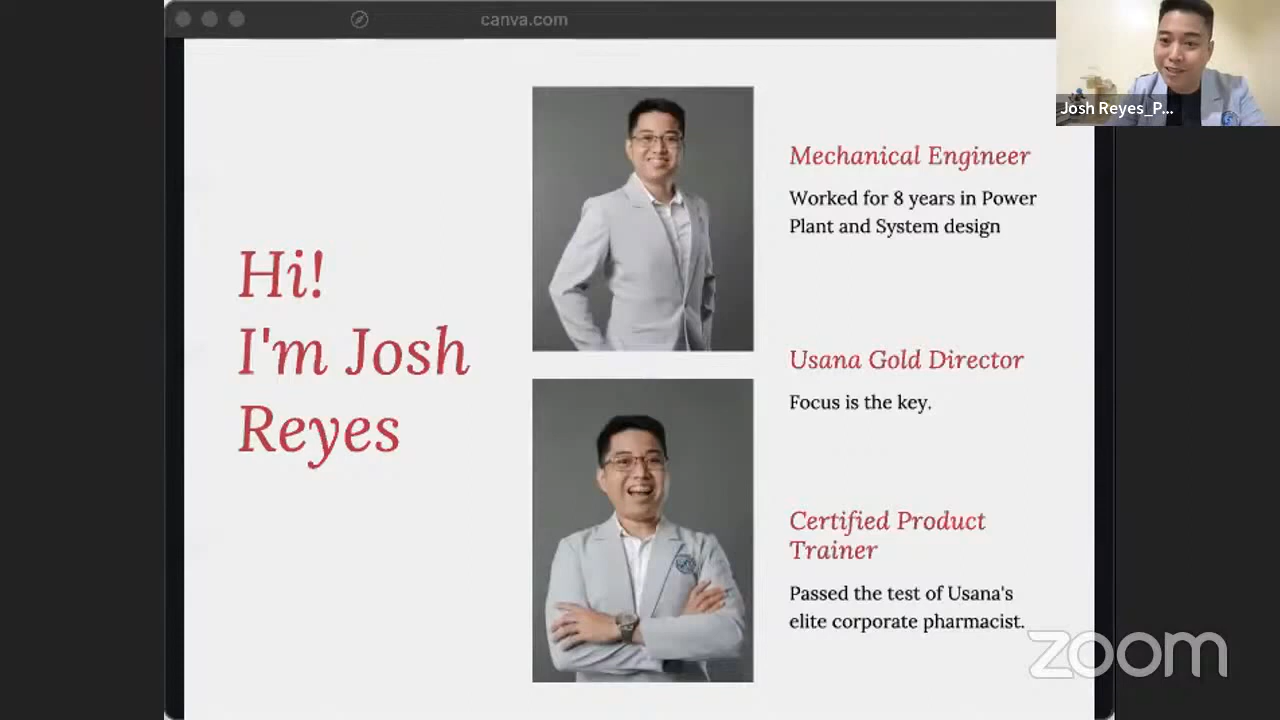 canva.com
Josh Reyes_P...
Hi!
I'm Josh
Reyes
Mechanical Engineer
Worked for 8 years in Power
Plant and System design
Usana Gold Director
Focus is the key.
Certified Product
Trainer
Passed the test of Usana's
elite corporate pharmacist.
zoom